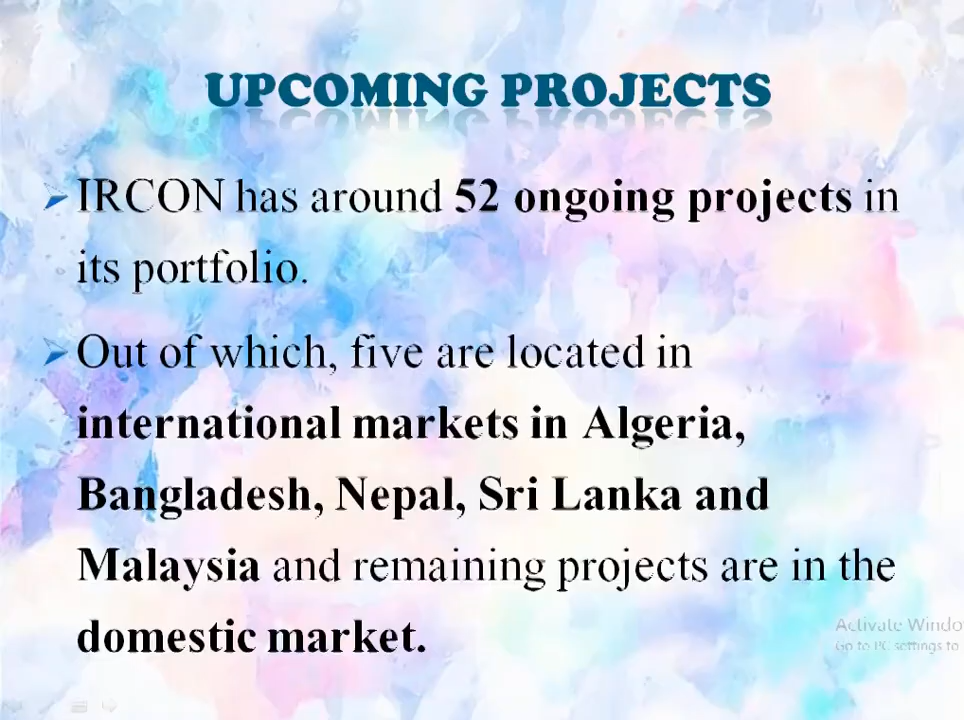 UPCOMING PROJECTS
➢IRCON has around 52 ongoing projects in
its portfolio.
➢Out of which, five are located in
international markets in Algeria,
Bangladesh, Nepal, Sri Lanka and
Malaysia and remaining projects are in the
domestic market.
Activate Windo
Go to PC settings to